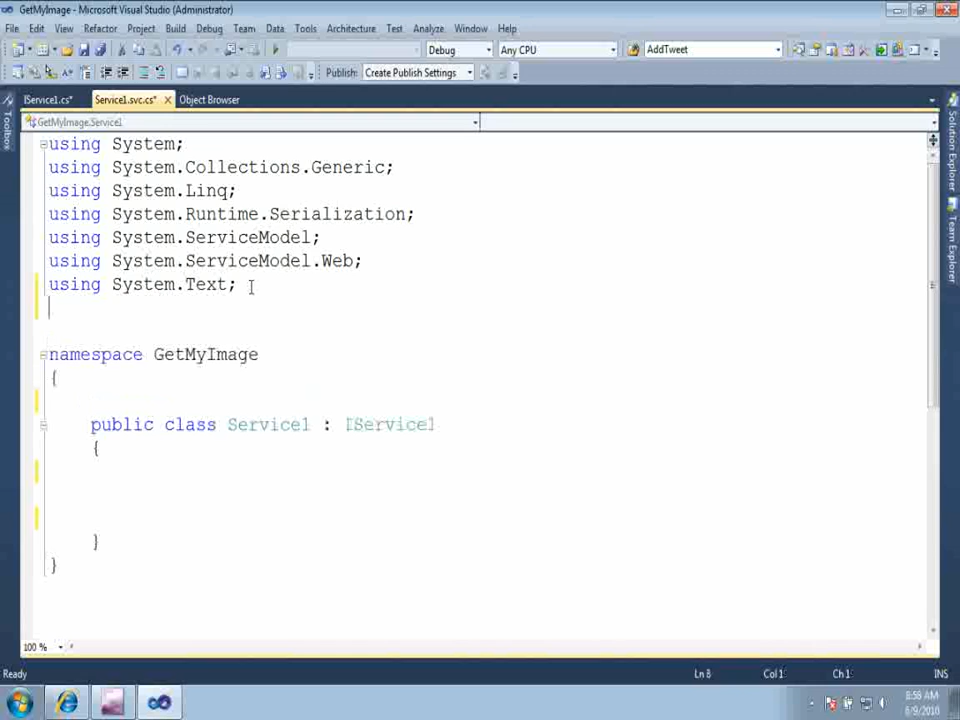 GetMyImage - Microsoft Visual Studio (Administrator)
File Edit View Refactor Project Build Debug Team Data Tools Architecture Test Analyze Window Help
Debug Any CPU AddTweet
Publish: Create Publish Settings
IService1.cs* Service1.svc.cs* Object Browser
GetMyImage.Service1
Toolbox
Solution Explorer
Team Explorer
using System;
using System.Collections.Generic;
using System.Linq;
using System.Runtime.Serialization;
using System.ServiceModel;
using System.ServiceModel.Web;
using System.Text;
namespace GetMyImage
{
public class Service1 : IService1
{
}
}
100 %
Ready Ln 8 Col 1 Ch 1 INS
8:58 AM
6/9/2010